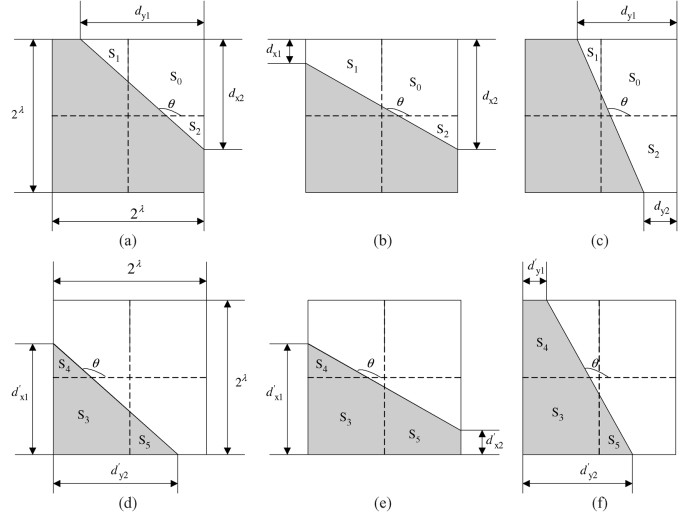 d_y1
S_1
S_0
d_x2
θ
S_2
2^λ
2^λ
(a)
d_x1
S_1
S_0
d_x2
θ
S_2
(b)
d_y1
S_1
S_0
θ
S_2
d_y2
(c)
2^λ
2^λ
θ
S_4
d'_x1
S_3
S_5
d'_y2
(d)
θ
S_4
d'_x1
S_3
S_5
d'_x2
(e)
d'_y1
S_4
θ
S_3
S_5
d'_y2
(f)